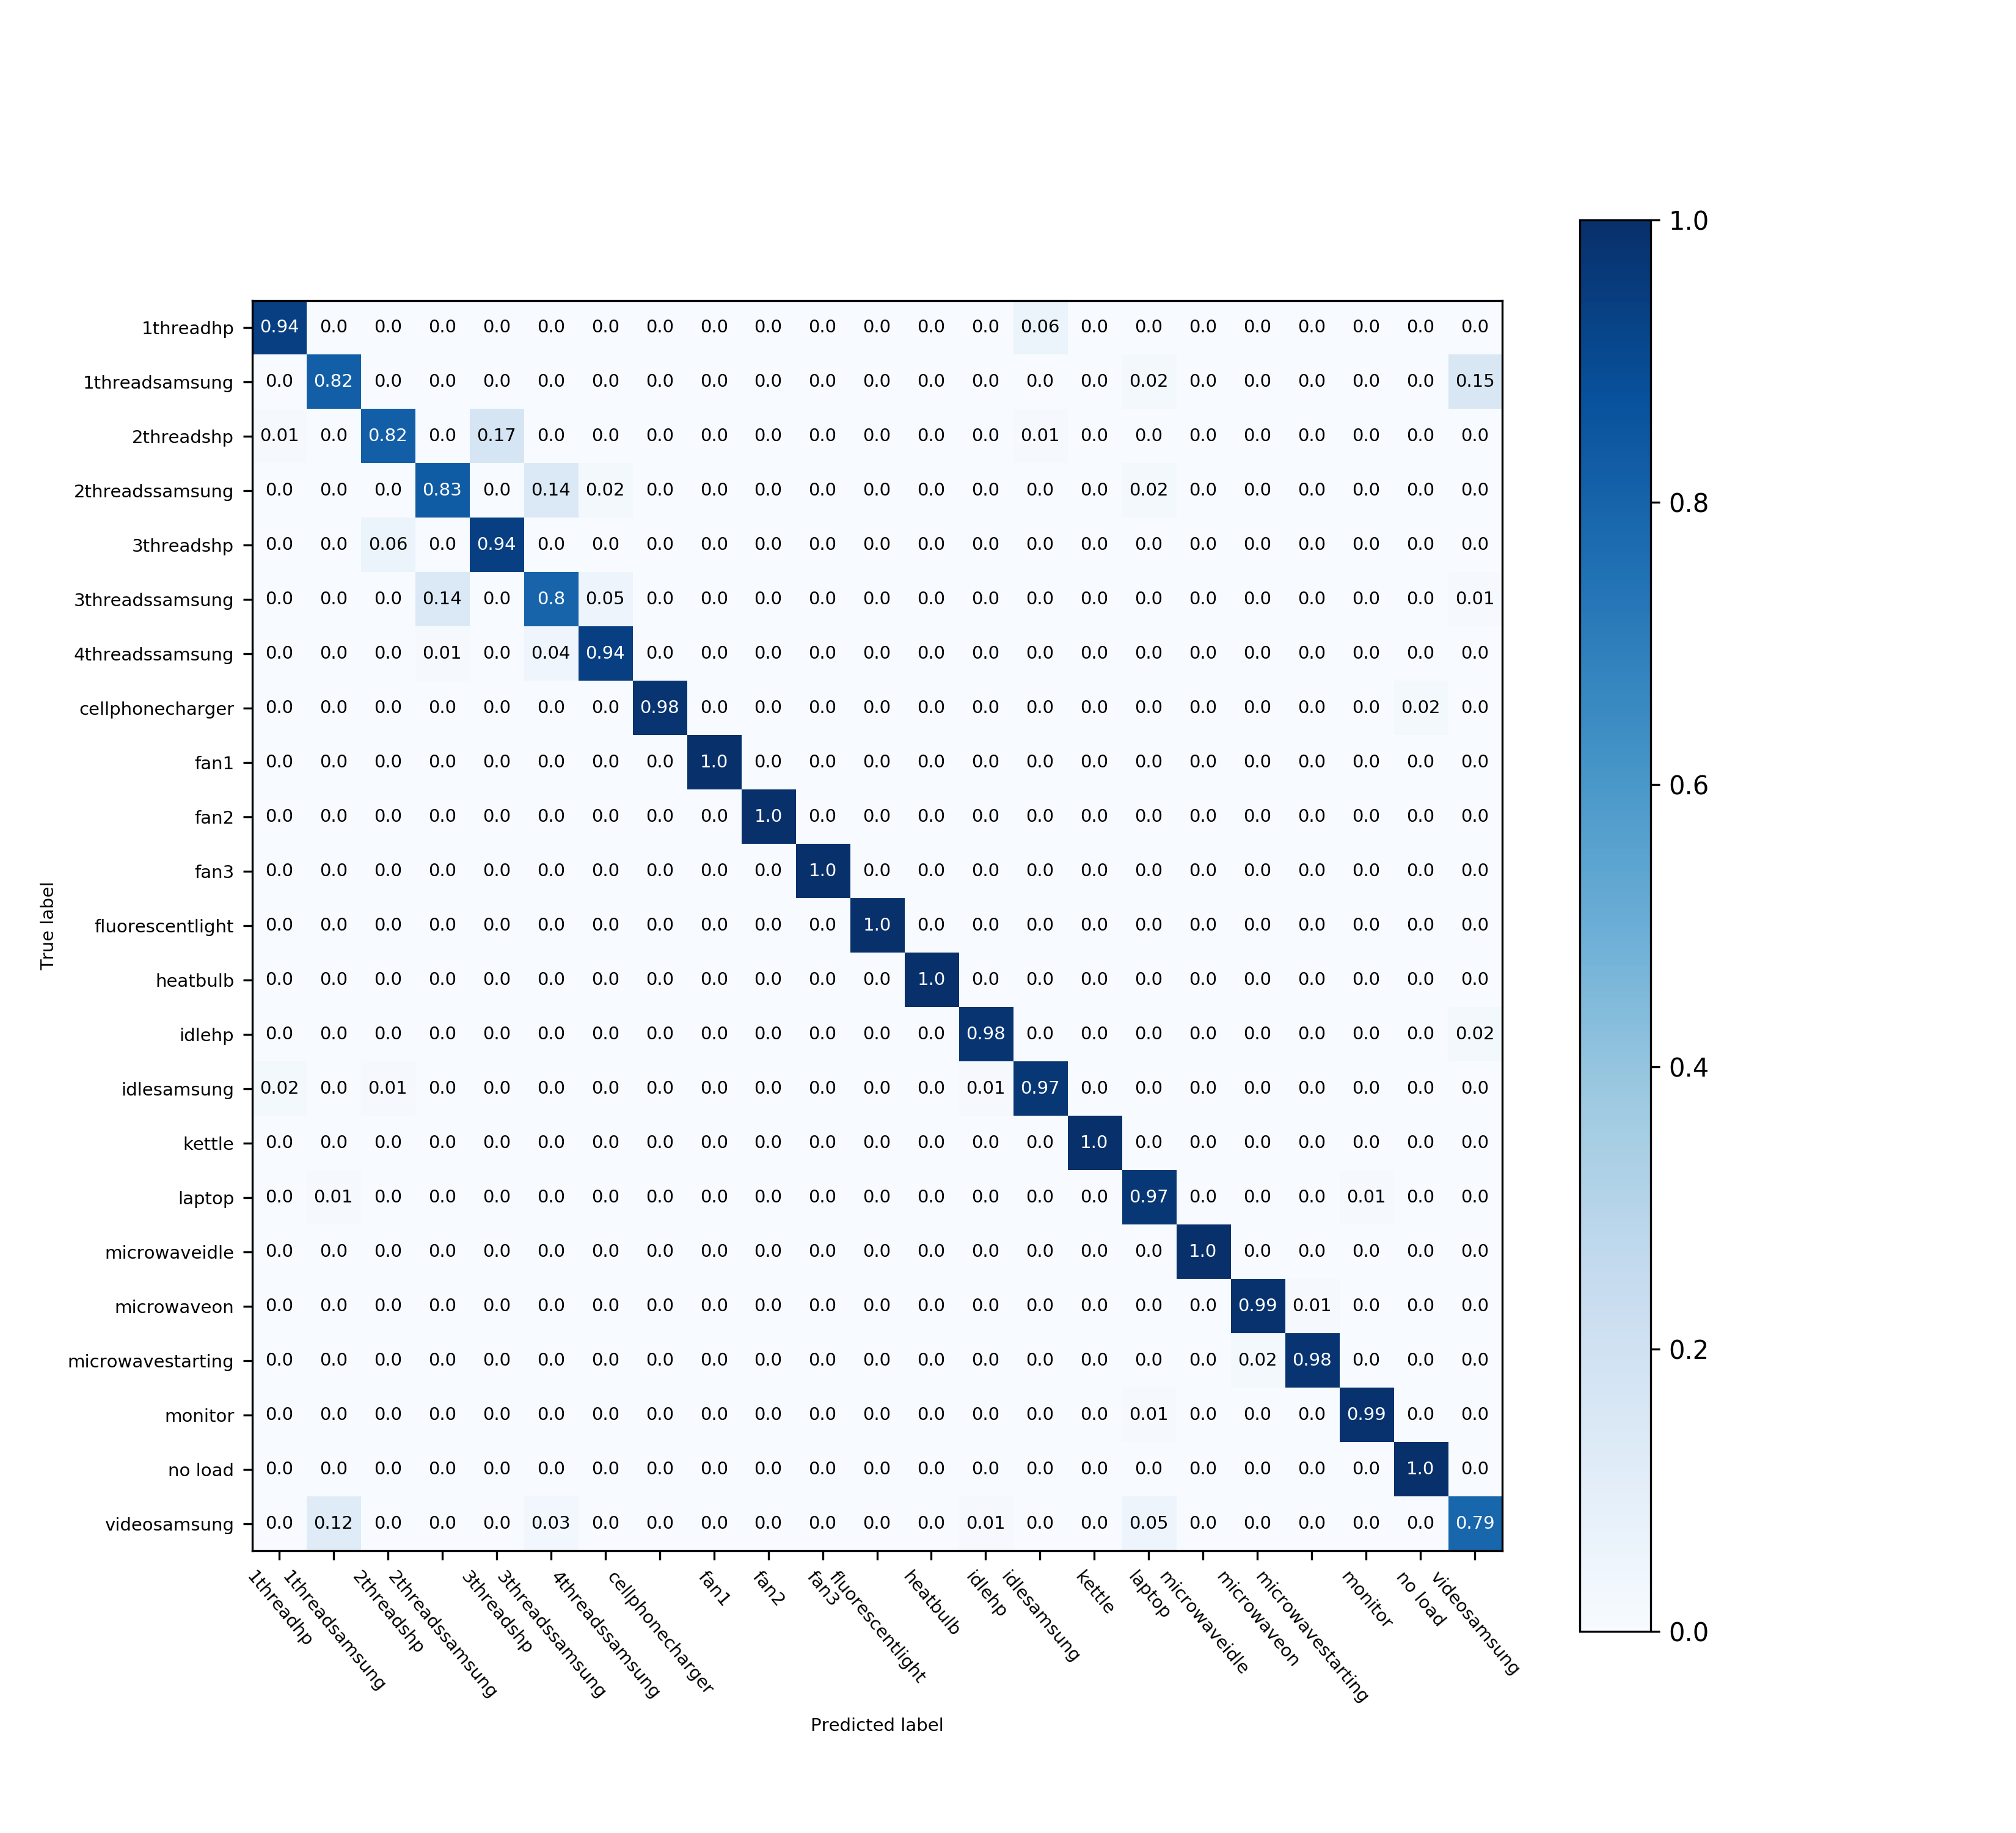 1threadhp 0.94 0.0 0.0 0.0 0.0 0.0 0.0 0.0 0.0 0.0 0.0 0.0 0.0 0.0 0.06 0.0 0.0 0.0 0.0 0.0 0.0 0.0 0.0
1threadsamsung 0.0 0.82 0.0 0.0 0.0 0.0 0.0 0.0 0.0 0.0 0.0 0.0 0.0 0.0 0.0 0.0 0.02 0.0 0.0 0.0 0.0 0.0 0.15
2threadshp 0.01 0.0 0.82 0.0 0.17 0.0 0.0 0.0 0.0 0.0 0.0 0.0 0.0 0.0 0.01 0.0 0.0 0.0 0.0 0.0 0.0 0.0 0.0
2threadssamsung 0.0 0.0 0.0 0.83 0.0 0.14 0.02 0.0 0.0 0.0 0.0 0.0 0.0 0.0 0.0 0.0 0.02 0.0 0.0 0.0 0.0 0.0 0.0
3threadshp 0.0 0.0 0.06 0.0 0.94 0.0 0.0 0.0 0.0 0.0 0.0 0.0 0.0 0.0 0.0 0.0 0.0 0.0 0.0 0.0 0.0 0.0 0.0
3threadssamsung 0.0 0.0 0.0 0.14 0.0 0.8 0.05 0.0 0.0 0.0 0.0 0.0 0.0 0.0 0.0 0.0 0.0 0.0 0.0 0.0 0.0 0.0 0.01
4threadssamsung 0.0 0.0 0.0 0.01 0.0 0.04 0.94 0.0 0.0 0.0 0.0 0.0 0.0 0.0 0.0 0.0 0.0 0.0 0.0 0.0 0.0 0.0 0.0
cellphonecharger 0.0 0.0 0.0 0.0 0.0 0.0 0.0 0.98 0.0 0.0 0.0 0.0 0.0 0.0 0.0 0.0 0.0 0.0 0.0 0.0 0.0 0.02 0.0
fan1 0.0 0.0 0.0 0.0 0.0 0.0 0.0 0.0 1.0 0.0 0.0 0.0 0.0 0.0 0.0 0.0 0.0 0.0 0.0 0.0 0.0 0.0 0.0
fan2 0.0 0.0 0.0 0.0 0.0 0.0 0.0 0.0 0.0 1.0 0.0 0.0 0.0 0.0 0.0 0.0 0.0 0.0 0.0 0.0 0.0 0.0 0.0
fan3 0.0 0.0 0.0 0.0 0.0 0.0 0.0 0.0 0.0 0.0 1.0 0.0 0.0 0.0 0.0 0.0 0.0 0.0 0.0 0.0 0.0 0.0 0.0
fluorescentlight 0.0 0.0 0.0 0.0 0.0 0.0 0.0 0.0 0.0 0.0 0.0 1.0 0.0 0.0 0.0 0.0 0.0 0.0 0.0 0.0 0.0 0.0 0.0
heatbulb 0.0 0.0 0.0 0.0 0.0 0.0 0.0 0.0 0.0 0.0 0.0 0.0 1.0 0.0 0.0 0.0 0.0 0.0 0.0 0.0 0.0 0.0 0.0
idlehp 0.0 0.0 0.0 0.0 0.0 0.0 0.0 0.0 0.0 0.0 0.0 0.0 0.0 0.98 0.0 0.0 0.0 0.0 0.0 0.0 0.0 0.0 0.02
idlesamsung 0.02 0.0 0.01 0.0 0.0 0.0 0.0 0.0 0.0 0.0 0.0 0.0 0.0 0.01 0.97 0.0 0.0 0.0 0.0 0.0 0.0 0.0 0.0
kettle 0.0 0.0 0.0 0.0 0.0 0.0 0.0 0.0 0.0 0.0 0.0 0.0 0.0 0.0 0.0 1.0 0.0 0.0 0.0 0.0 0.0 0.0 0.0
laptop 0.0 0.01 0.0 0.0 0.0 0.0 0.0 0.0 0.0 0.0 0.0 0.0 0.0 0.0 0.0 0.0 0.97 0.0 0.0 0.0 0.01 0.0 0.0
microwaveidle 0.0 0.0 0.0 0.0 0.0 0.0 0.0 0.0 0.0 0.0 0.0 0.0 0.0 0.0 0.0 0.0 0.0 1.0 0.0 0.0 0.0 0.0 0.0
microwaveon 0.0 0.0 0.0 0.0 0.0 0.0 0.0 0.0 0.0 0.0 0.0 0.0 0.0 0.0 0.0 0.0 0.0 0.0 0.99 0.01 0.0 0.0 0.0
microwavestarting 0.0 0.0 0.0 0.0 0.0 0.0 0.0 0.0 0.0 0.0 0.0 0.0 0.0 0.0 0.0 0.0 0.0 0.0 0.02 0.98 0.0 0.0 0.0
monitor 0.0 0.0 0.0 0.0 0.0 0.0 0.0 0.0 0.0 0.0 0.0 0.0 0.0 0.0 0.0 0.0 0.01 0.0 0.0 0.0 0.99 0.0 0.0
no load 0.0 0.0 0.0 0.0 0.0 0.0 0.0 0.0 0.0 0.0 0.0 0.0 0.0 0.0 0.0 0.0 0.0 0.0 0.0 0.0 0.0 1.0 0.0
videosamsung 0.0 0.12 0.0 0.0 0.0 0.03 0.0 0.0 0.0 0.0 0.0 0.0 0.0 0.01 0.0 0.0 0.05 0.0 0.0 0.0 0.0 0.0 0.79
True label
1threadhp
1threadsamsung
2threadshp
2threadssamsung
3threadshp
3threadssamsung
4threadssamsung
cellphonecharger
fan1
fan2
fan3
fluorescentlight
heatbulb
idlehp
idlesamsung
kettle
laptop
microwaveidle
microwaveon
microwavestarting
monitor
no load
videosamsung
Predicted label
1.0
0.8
0.6
0.4
0.2
0.0